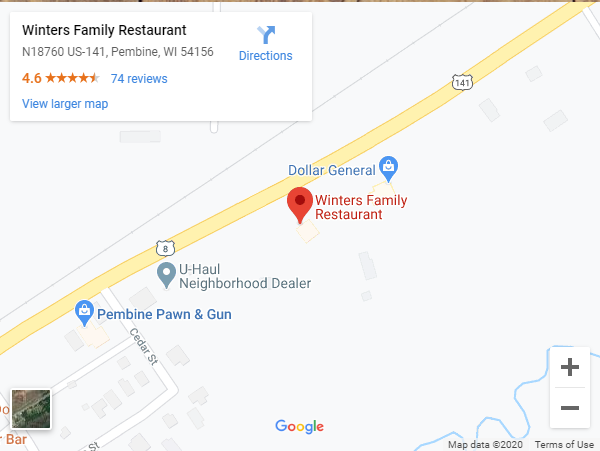 Winters Family Restaurant
N18760 US-141, Pembine, WI 54156
4.6
74 reviews
View larger map
Directions
141
Dollar General
Winters Family
Restaurant
8
U-Haul
Neighborhood Dealer
Pembine Pawn & Gun
Cedar St
Bar
St
Google
Map data ©2020
Terms of Use